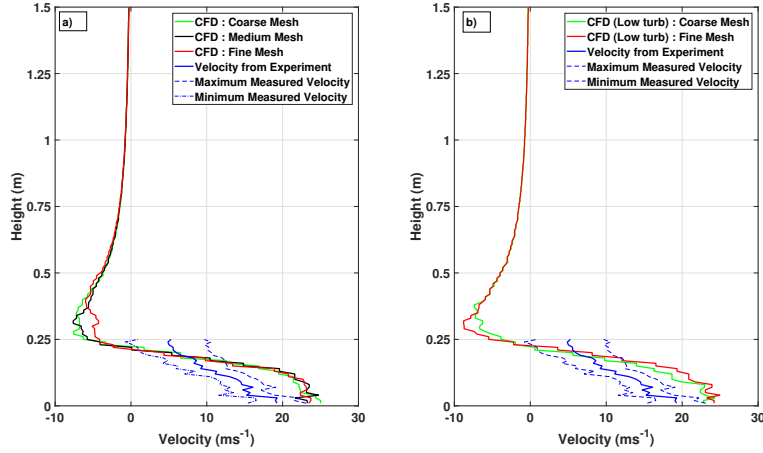 a)
CFD : Coarse Mesh
CFD : Medium Mesh
CFD : Fine Mesh
Velocity from Experiment
Maximum Measured Velocity
Minimum Measured Velocity
1.5
1.25
1
0.75
0.5
0.25
0
Height (m)
-10
0
10
20
30
Velocity (ms-1)
b)
CFD (Low turb) : Coarse Mesh
CFD (Low turb) : Fine Mesh
Velocity from Experiment
Maximum Measured Velocity
Minimum Measured Velocity
1.5
1.25
1
0.75
0.5
0.25
0
Height (m)
-10
0
10
20
30
Velocity (ms-1)